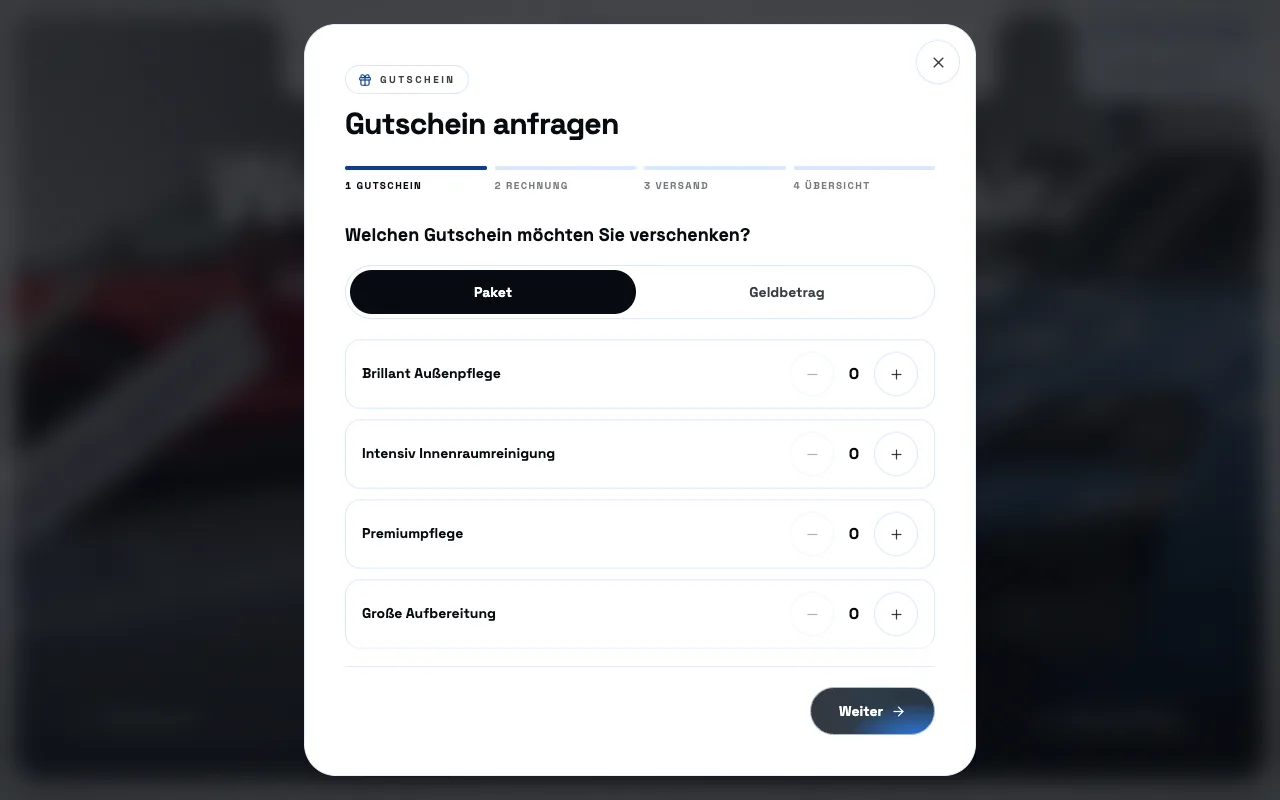 GUTSCHEIN
Gutschein anfragen
1 GUTSCHEIN
2 RECHNUNG
3 VERSAND
4 ÜBERSICHT
Welchen Gutschein möchten Sie verschenken?
Paket
Geldbetrag
Brillant Außenpflege
− 0 +
Intensiv Innenraumreinigung
− 0 +
Premiumpflege
− 0 +
Große Aufbereitung
− 0 +
Weiter →